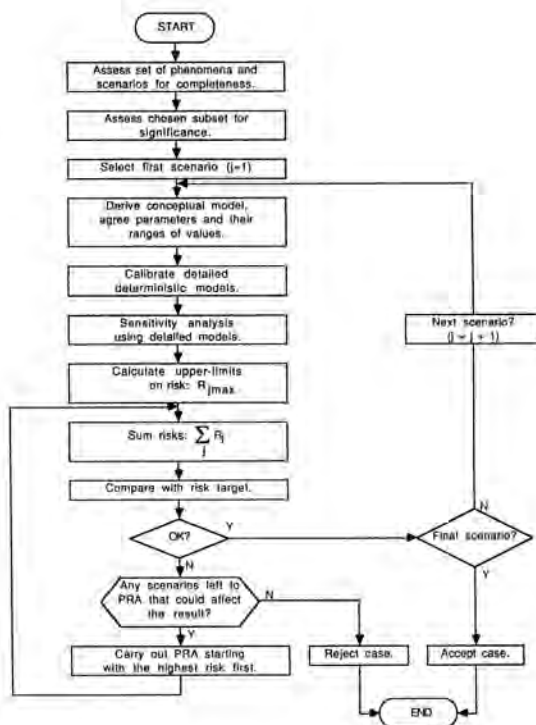 START
Assess set of phenomena and
scenarios for completeness.
Assess chosen subset for
significance.
Select first scenario (j=1)
Derive conceptual model,
agree parameters and their
ranges of values.
Calibrate detailed
deterministic models.
Sensitivity analysis
using detailed models.
Next scenario?
(j = j + 1)
Calculate upper-limits
on risk: Rjmax
Sum risks: ∑ Rj
j
Compare with risk target.
OK?
Y
N
Final scenario?
N
Y
Any scenarios left to
PRA that could affect
the result?
N
Y
Carry out PRA starting
with the highest risk first.
Reject case.
Accept case.
END